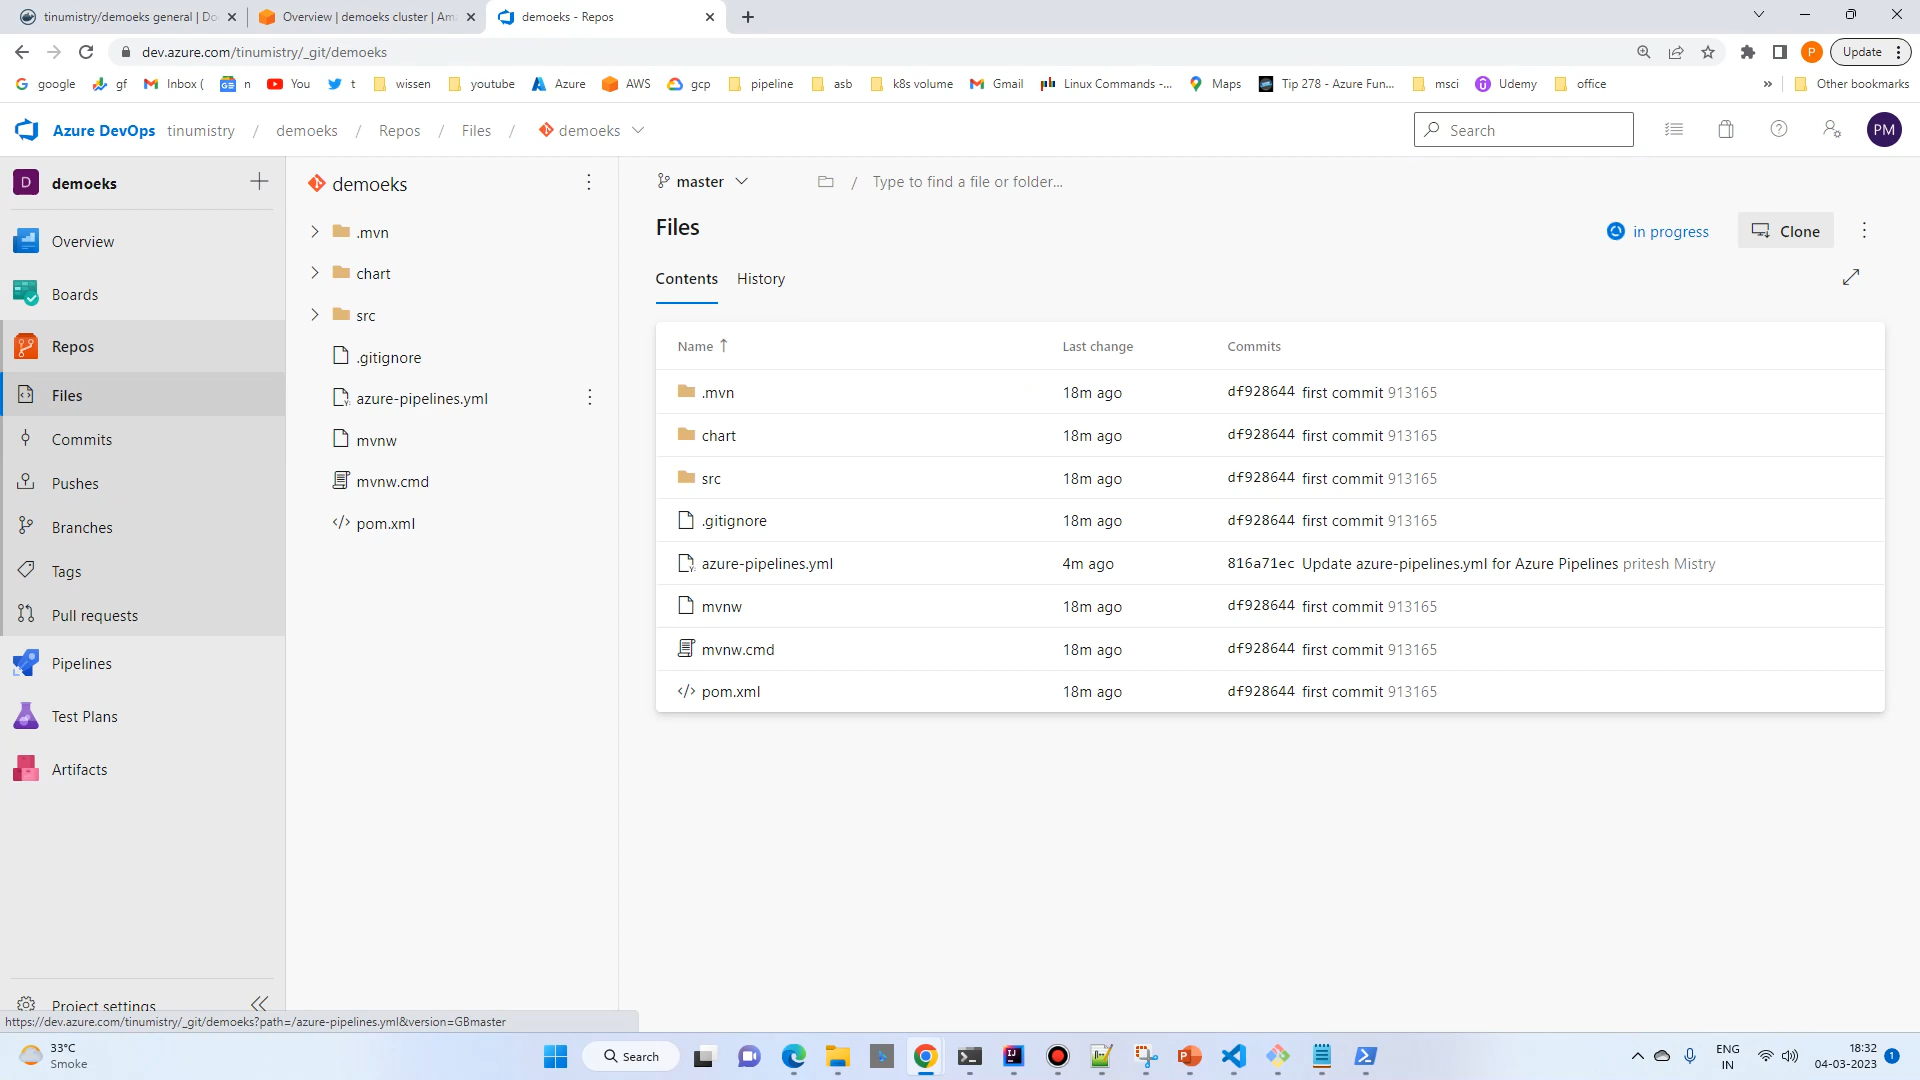 tinumistry/demoeks general | Do
Overview | demoeks cluster | Ama
demoeks - Repos
dev.azure.com/tinumistry/_git/demoeks
P
Update
google
gf
Inbox (
n
You
t
wissen
youtube
Azure
AWS
gcp
pipeline
asb
k8s volume
Gmail
Linux Commands -...
Maps
Tip 278 - Azure Fun...
msci
Udemy
office
»
Other bookmarks
Azure DevOps
tinumistry / demoeks / Repos / Files / demoeks
Search
PM
D
demoeks
Overview
Boards
Repos
Files
Commits
Pushes
Branches
Tags
Pull requests
Pipelines
Test Plans
Artifacts
Project settings
https://dev.azure.com/tinumistry/_git/demoeks?path=/azure-pipelines.yml&version=GBmaster
demoeks
.mvn
chart
src
.gitignore
azure-pipelines.yml
mvnw
mvnw.cmd
pom.xml
master
/ Type to find a file or folder...
Files
in progress
Clone
Contents
History
Name ↑ Last change Commits
.mvn 18m ago df928644 first commit 913165
chart 18m ago df928644 first commit 913165
src 18m ago df928644 first commit 913165
.gitignore 18m ago df928644 first commit 913165
azure-pipelines.yml 4m ago 816a71ec Update azure-pipelines.yml for Azure Pipelines pritesh Mistry
mvnw 18m ago df928644 first commit 913165
mvnw.cmd 18m ago df928644 first commit 913165
pom.xml 18m ago df928644 first commit 913165
33°C
Smoke
Search
ENG
IN
18:32
04-03-2023
1